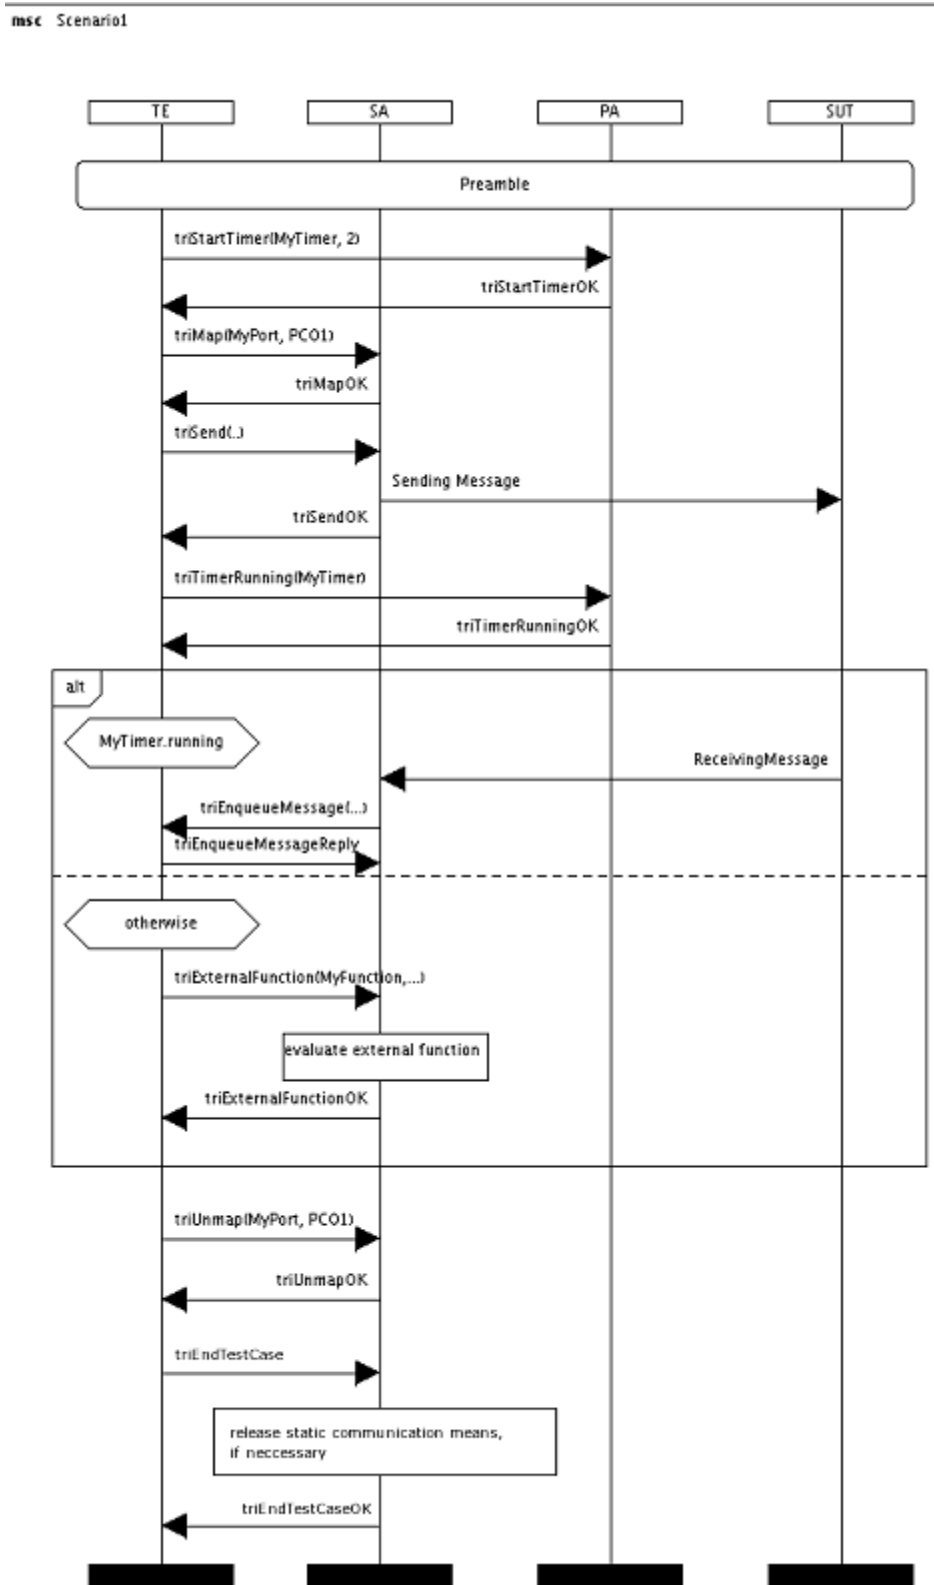 msc Scenario1
TE SA PA SUT
Preamble
triStartTimer(MyTimer, 2)
triStartTimerOK
triMap(MyPort, PCO1)
triMapOK
triSend(..)
Sending Message
triSendOK
triTimerRunning(MyTimer)
triTimerRunningOK
alt
MyTimer.running
ReceivingMessage
triEnqueueMessage(...)
triEnqueueMessageReply
otherwise
triExternalFunction(MyFunction,...)
evaluate external function
triExternalFunctionOK
triUnmap(MyPort, PCO1)
triUnmapOK
triEndTestCase
release static communication means,
if neccessary
triEndTestCaseOK